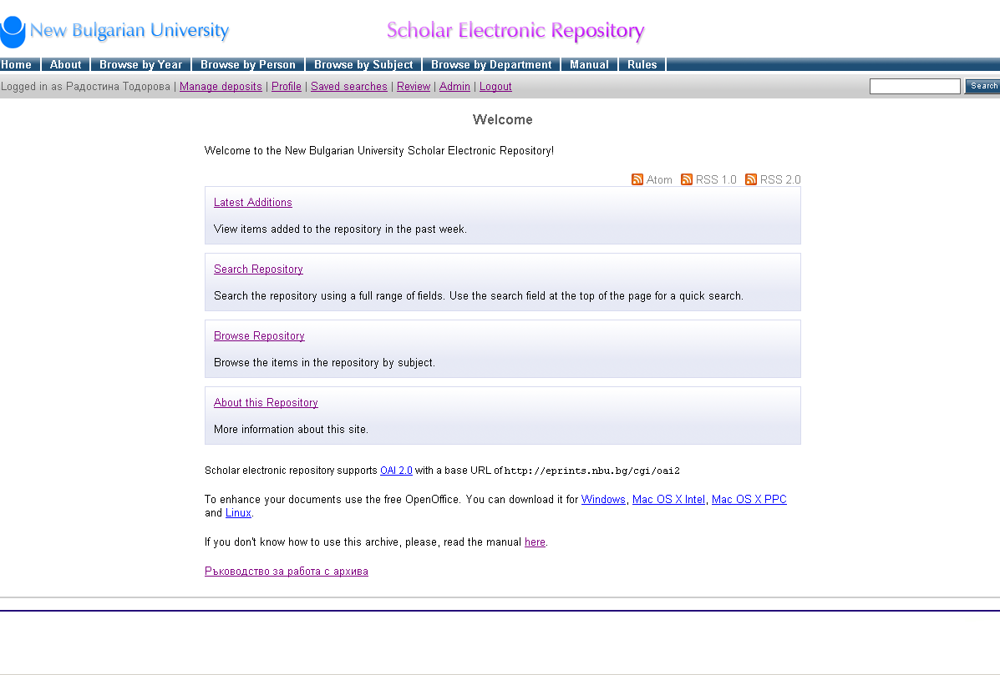 New Bulgarian University
Scholar Electronic Repository
Home About Browse by Year Browse by Person Browse by Subject Browse by Department Manual Rules
Logged in as Радостина Тодорова | Manage deposits | Profile | Saved searches | Review | Admin | Logout
Search
Welcome
Welcome to the New Bulgarian University Scholar Electronic Repository!
Atom RSS 1.0 RSS 2.0
Latest Additions
View items added to the repository in the past week.
Search Repository
Search the repository using a full range of fields. Use the search field at the top of the page for a quick search.
Browse Repository
Browse the items in the repository by subject.
About this Repository
More information about this site.
Scholar electronic repository supports OAI 2.0 with a base URL of http://eprints.nbu.bg/cgi/oai2
To enhance your documents use the free OpenOffice. You can download it for Windows, Mac OS X Intel, Mac OS X PPC
and Linux.
If you don't know how to use this archive, please, read the manual here.
Ръководство за работа с архива